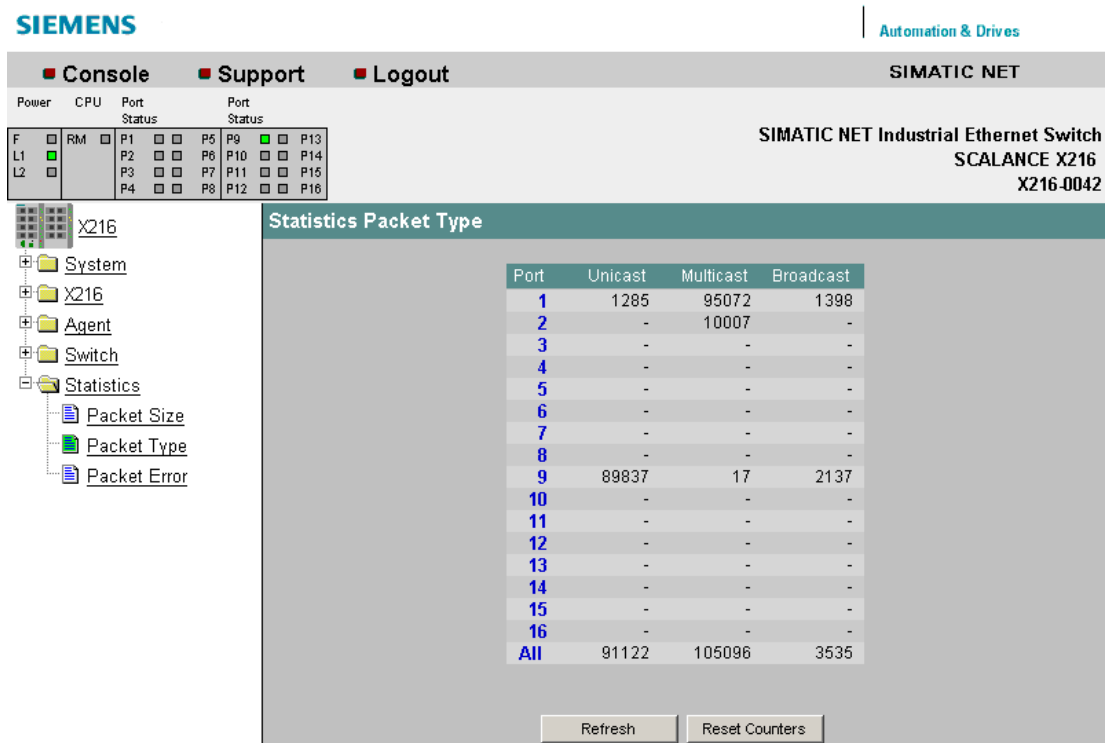 SIEMENS
Automation & Drives
Console Support Logout SIMATIC NET
Power CPU Port Status Port Status
F RM P1 P5 P9 P13
L1 P2 P6 P10 P14
L2 P3 P7 P11 P15
P4 P8 P12 P16
SIMATIC NET Industrial Ethernet Switch
SCALANCE X216
X216-0042
X216
System
X216
Agent
Switch
Statistics
Packet Size
Packet Type
Packet Error
Statistics Packet Type
Port Unicast Multicast Broadcast
1 1285 95072 1398
2 - 10007 -
3 - - -
4 - - -
5 - - -
6 - - -
7 - - -
8 - - -
9 89837 17 2137
10 - - -
11 - - -
12 - - -
13 - - -
14 - - -
15 - - -
16 - - -
All 91122 105096 3535
Refresh Reset Counters